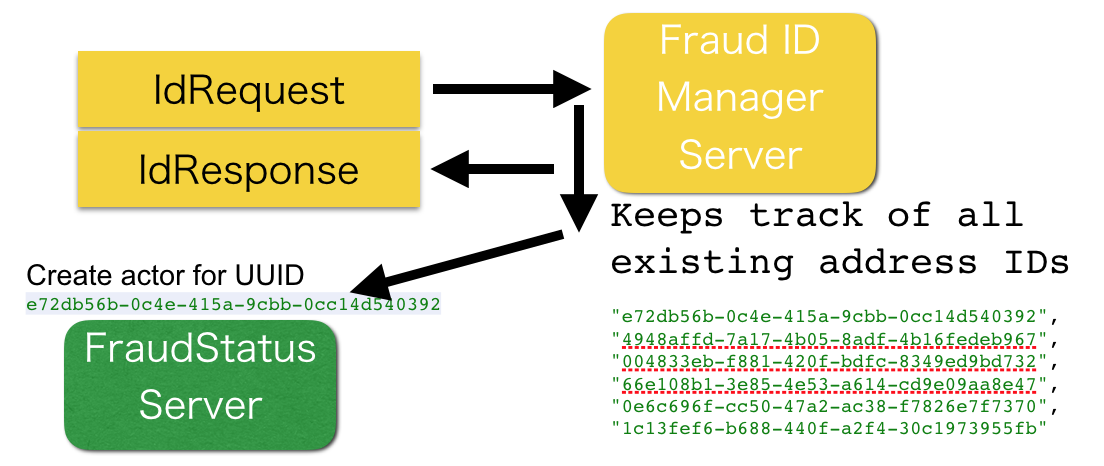 IdRequest
IdResponse
Fraud ID
Manager
Server
Keeps track of all
existing address IDs
Create actor for UUID
e72db56b-0c4e-415a-9cbb-0cc14d540392
FraudStatus
Server
"e72db56b-0c4e-415a-9cbb-0cc14d540392",
"4948affd-7a17-4b05-8adf-4b16fedeb967",
"004833eb-f881-420f-bdfc-8349ed9bd732",
"66e108b1-3e85-4e53-a614-cd9e09aa8e47",
"0e6c696f-cc50-47a2-ac38-f7826e7f7370",
"1c13fef6-b688-440f-a2f4-30c1973955fb"